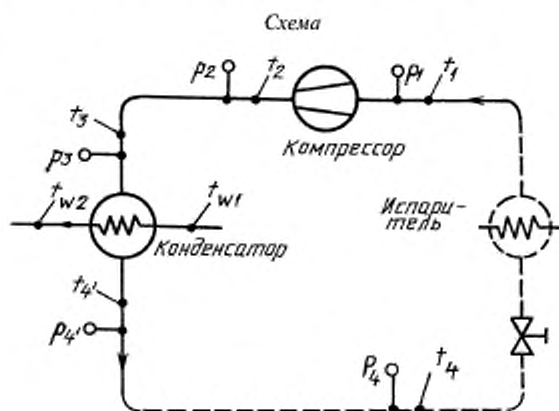 Схема
p2
t2
p1
t1
t3
p3
Компрессор
tw2
tw1
Испари-
тель
Конденсатор
t4'
p4'
p4
t4